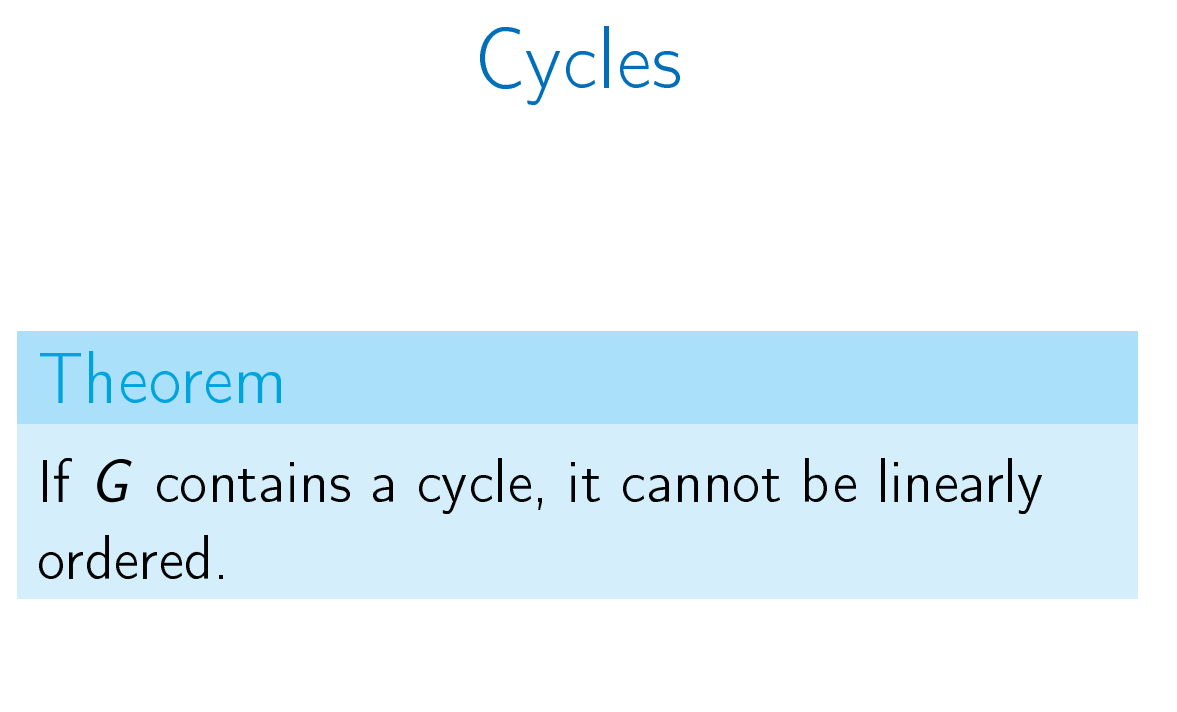 Cycles
Theorem
If G contains a cycle, it cannot be linearly
ordered.